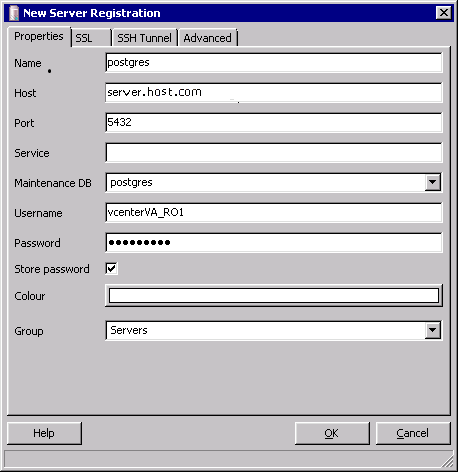 New Server Registration
Properties SSL SSH Tunnel Advanced
Name postgres
Host server.host.com
Port 5432
Service
Maintenance DB postgres
Username vcenterVA_RO1
Password •••••••••
Store password
Colour
Group Servers
Help OK Cancel